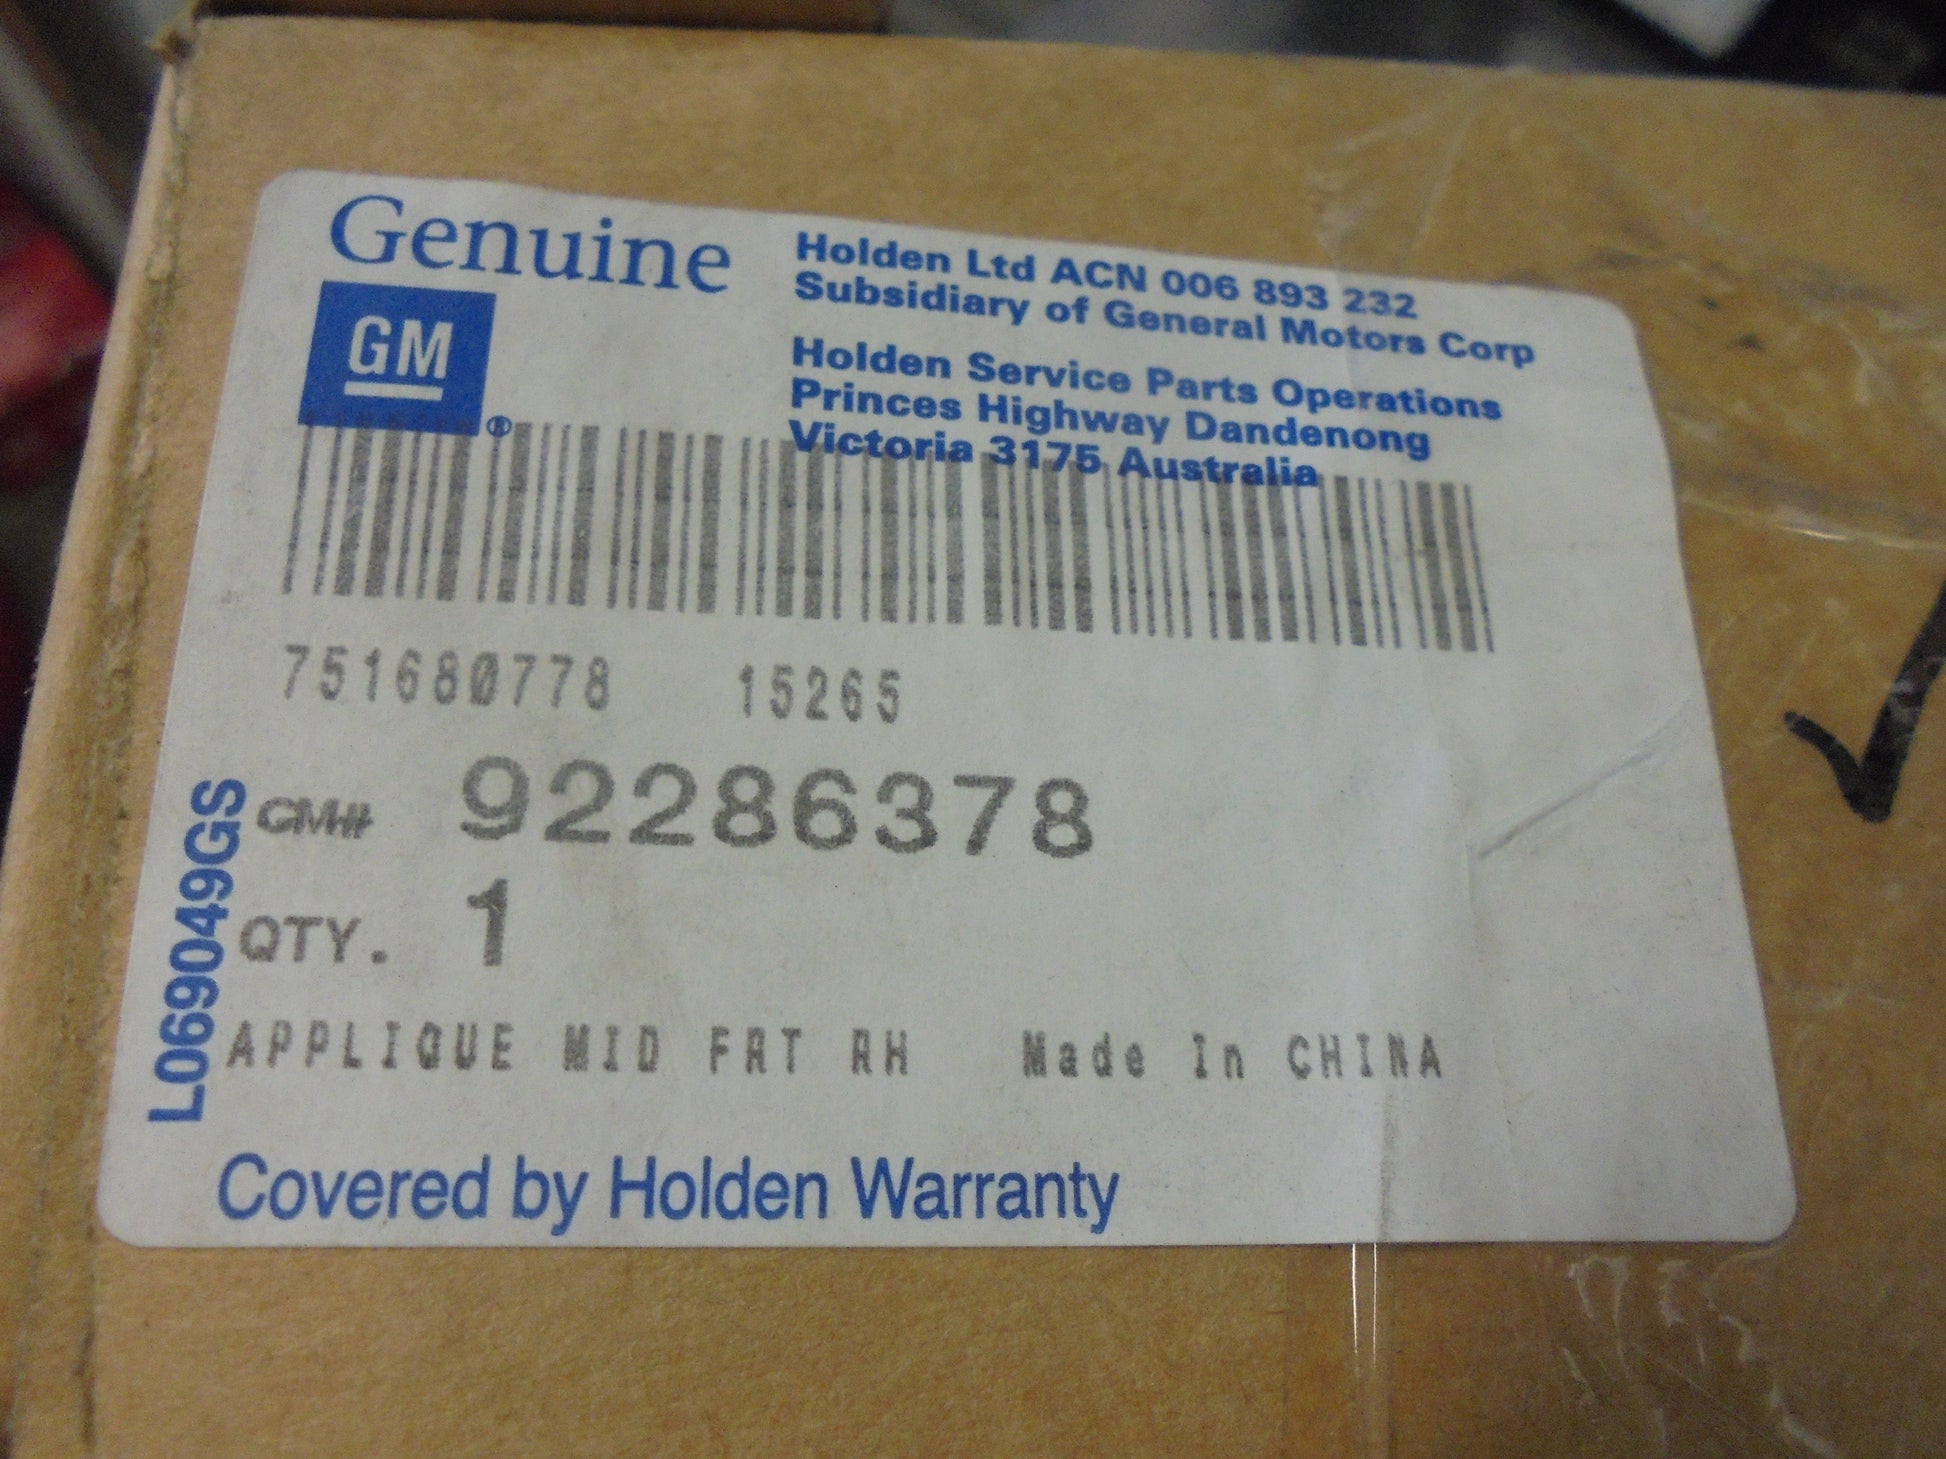 Genuine
GM
®
Holden Ltd ACN 006 893 232
Subsidiary of General Motors Corp
Holden Service Parts Operations
Princes Highway Dandenong
Victoria 3175 Australia
751680778 15265
GM# 92286378
QTY. 1
APPLIQUE MID FRT RH Made In CHINA
L069049GS
Covered by Holden Warranty